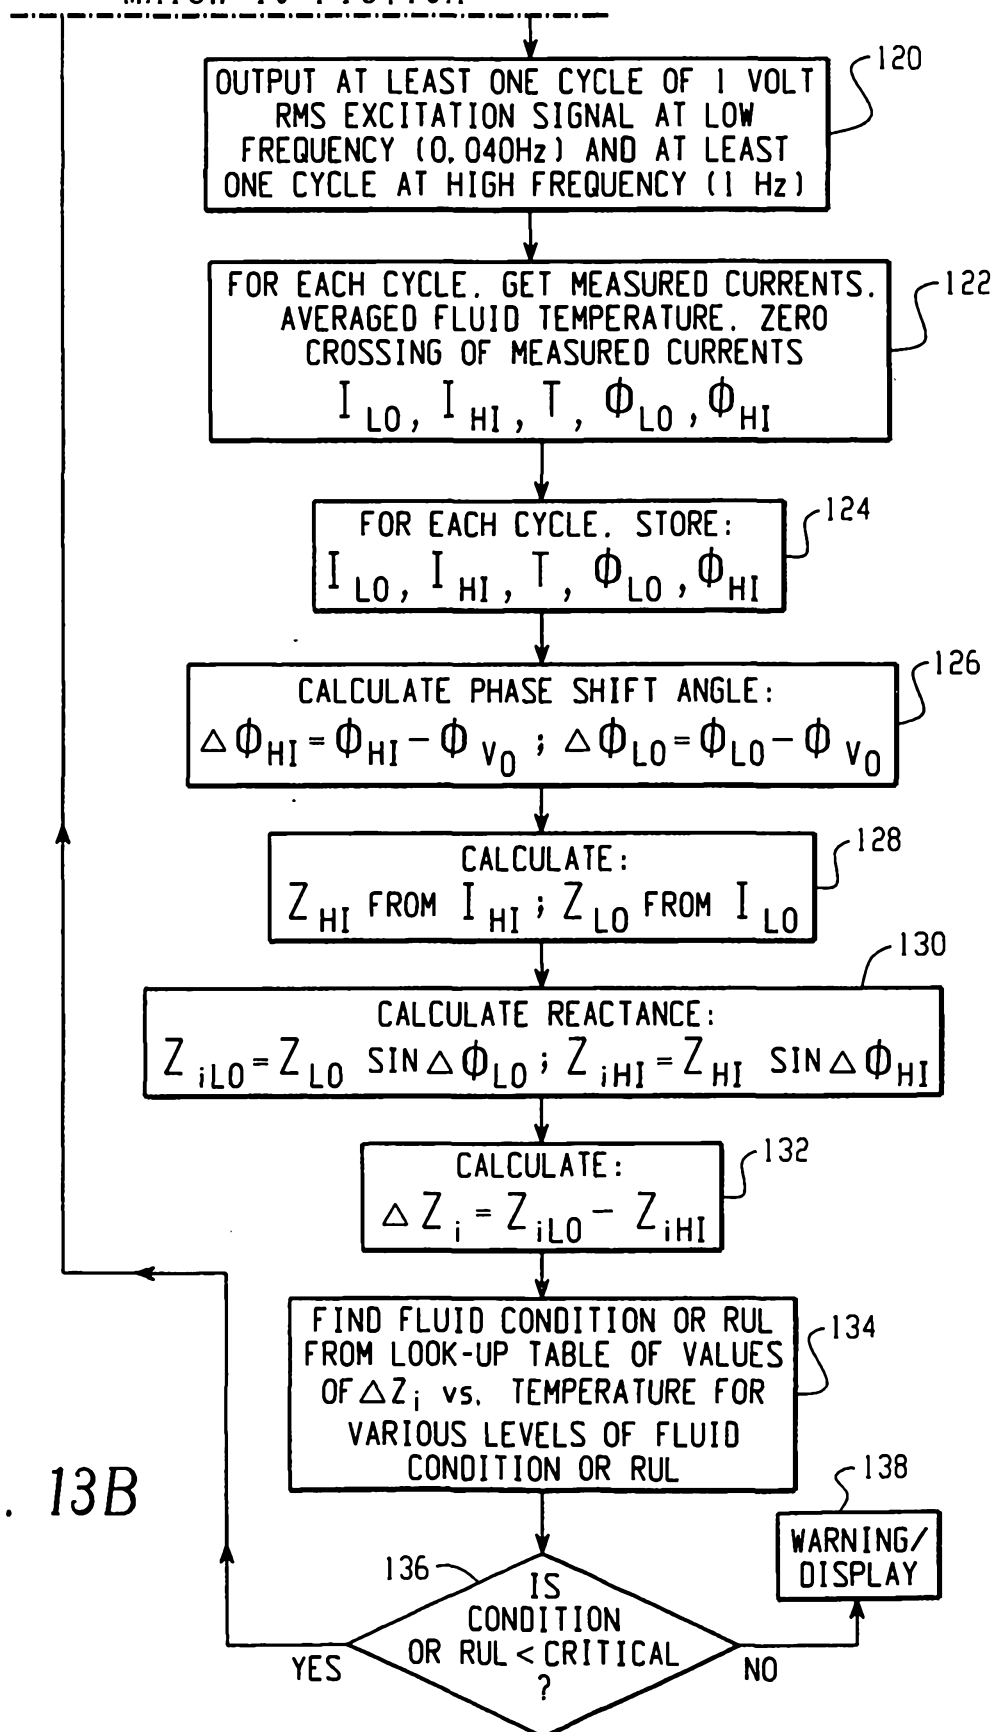 120
OUTPUT AT LEAST ONE CYCLE OF 1 VOLT
RMS EXCITATION SIGNAL AT LOW
FREQUENCY (0.040Hz) AND AT LEAST
ONE CYCLE AT HIGH FREQUENCY (1 Hz)
122
FOR EACH CYCLE. GET MEASURED CURRENTS.
AVERAGED FLUID TEMPERATURE. ZERO
CROSSING OF MEASURED CURRENTS
I LO, I HI, T, Φ LO, Φ HI
124
FOR EACH CYCLE. STORE:
I LO, I HI, T, Φ LO, Φ HI
126
CALCULATE PHASE SHIFT ANGLE:
△Φ HI = Φ HI − Φ V0 ; △Φ LO = Φ LO − Φ V0
128
CALCULATE:
Z HI FROM I HI ; Z LO FROM I LO
130
CALCULATE REACTANCE:
Z iLO = Z LO SIN △Φ LO ; Z iHI = Z HI SIN △Φ HI
132
CALCULATE:
△Z i = Z iLO − Z iHI
134
FIND FLUID CONDITION OR RUL
FROM LOOK-UP TABLE OF VALUES
OF △Z i vs. TEMPERATURE FOR
VARIOUS LEVELS OF FLUID
CONDITION OR RUL
. 13B
138
WARNING/
DISPLAY
136
IS
CONDITION
OR RUL < CRITICAL
?
YES
NO